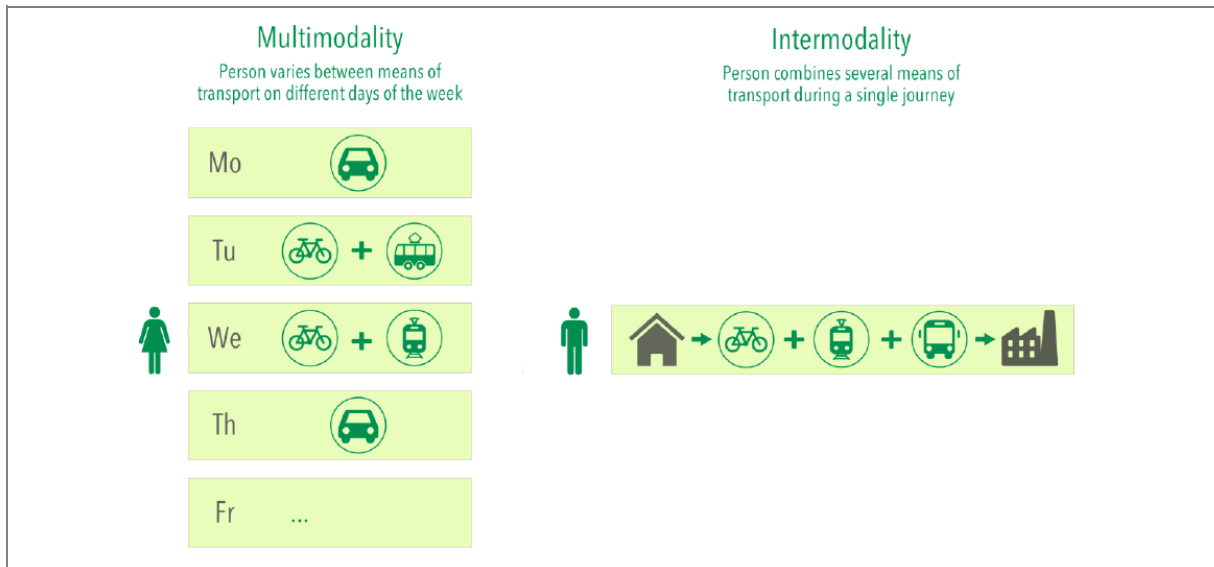 Multimodality
Person varies between means of
transport on different days of the week
Mo
Tu
+
We
+
Th
Fr ...
Intermodality
Person combines several means of
transport during a single journey
+ +